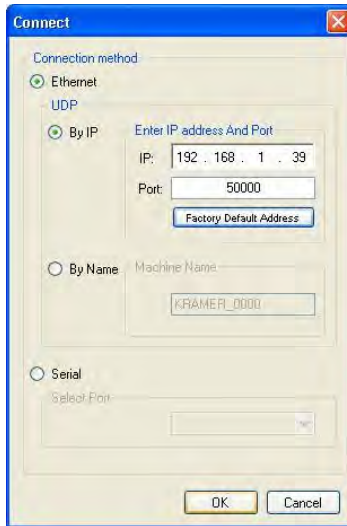 Connect
Connection method
Ethernet
UDP
By IP
Enter IP address And Port
IP: 192 . 168 . 1 . 39
Port: 50000
Factory Default Address
By Name
Machine Name
KRAMER_0000
Serial
Select Port
OK Cancel